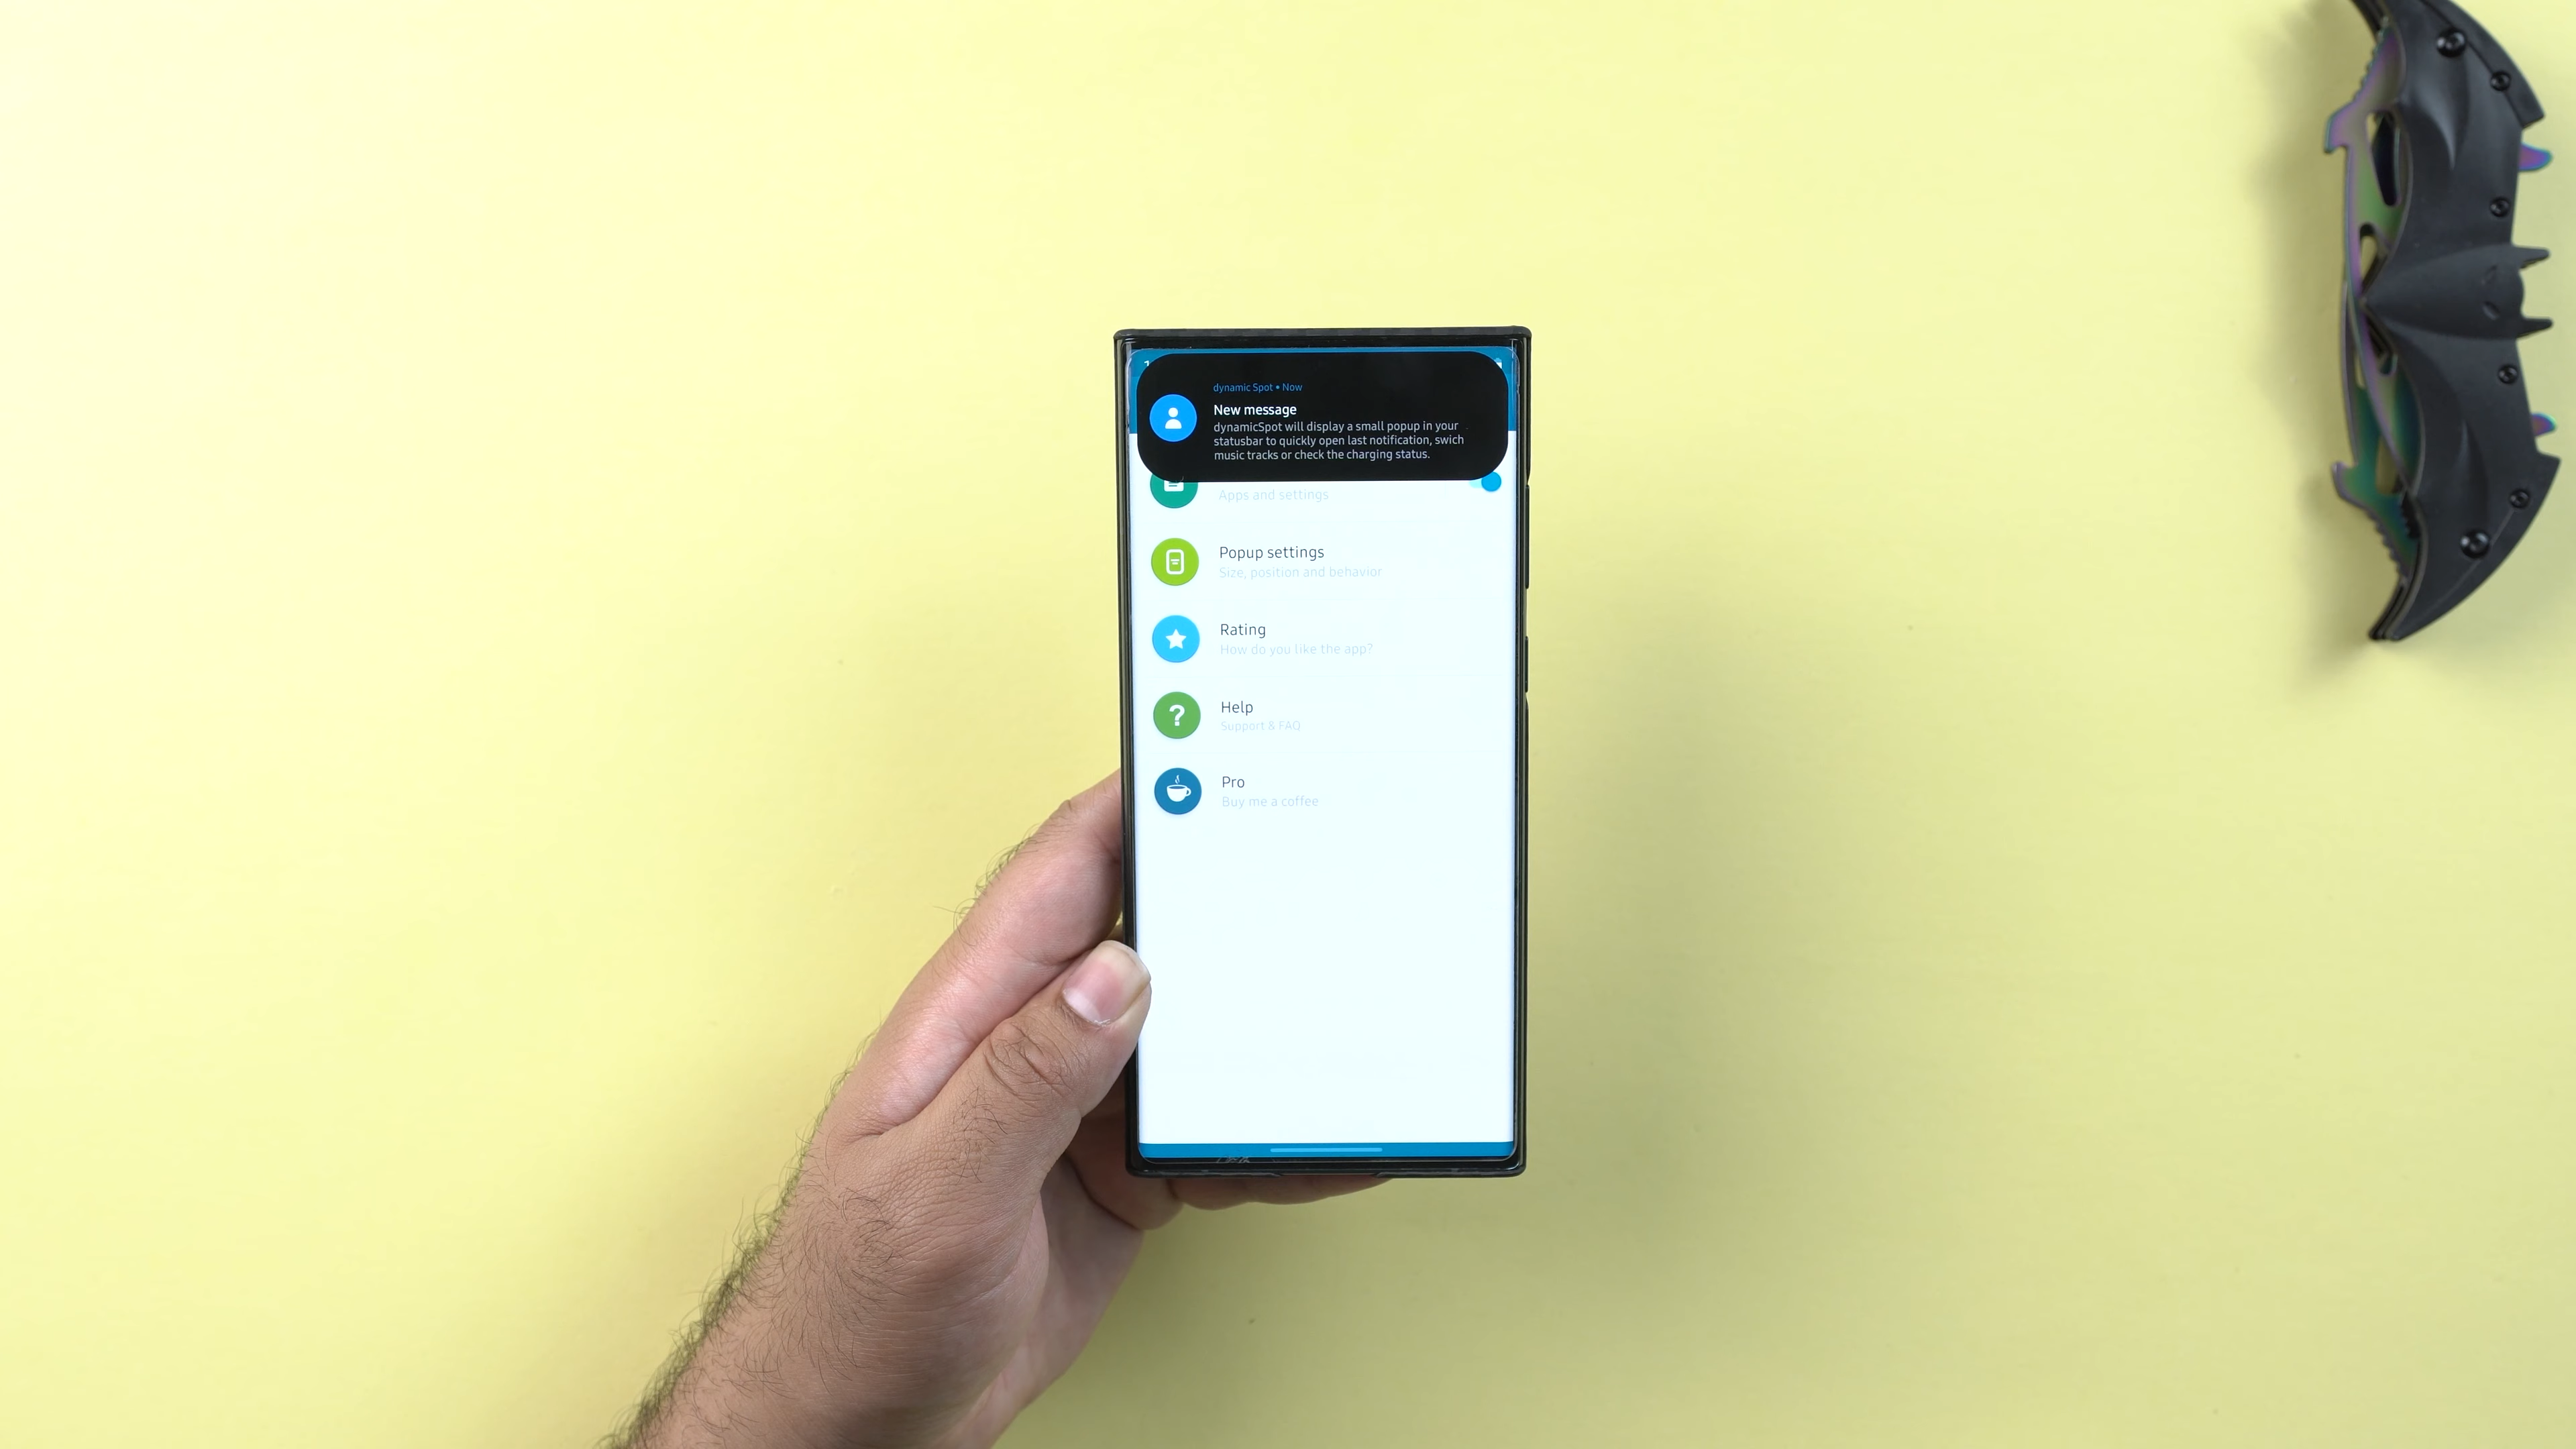 dynamic Spot • Now
New message
dynamicSpot will display a small popup in your
statusbar to quickly open last notification, swich
music tracks or check the charging status.
Apps and settings
Popup settings
Size, position and behavior
Rating
How do you like the app?
Help
Support & FAQ
Pro
Buy me a coffee